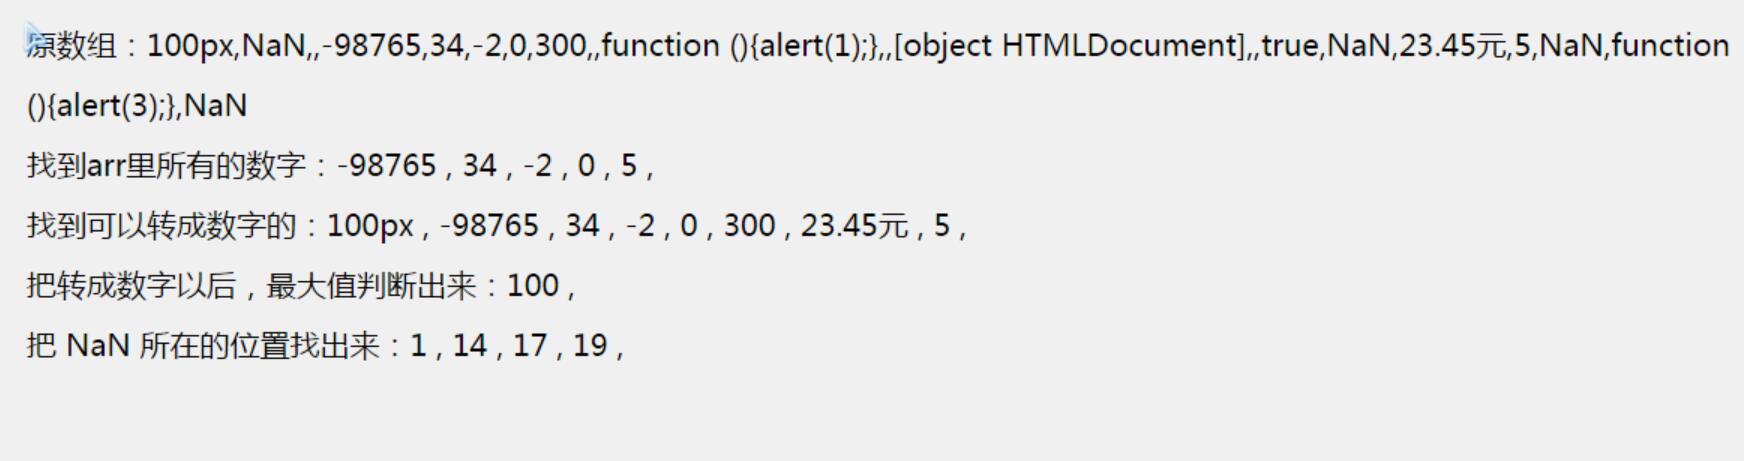 原数组：100px,NaN,,-98765,34,-2,0,300,,function (){alert(1);},,[object HTMLDocument],,true,NaN,23.45元,5,NaN,function
(){alert(3);},NaN
找到arr里所有的数字：-98765 , 34 , -2 , 0 , 5 ,
找到可以转成数字的：100px , -98765 , 34 , -2 , 0 , 300 , 23.45元 , 5 ,
把转成数字以后，最大值判断出来：100 ,
把 NaN 所在的位置找出来：1 , 14 , 17 , 19 ,